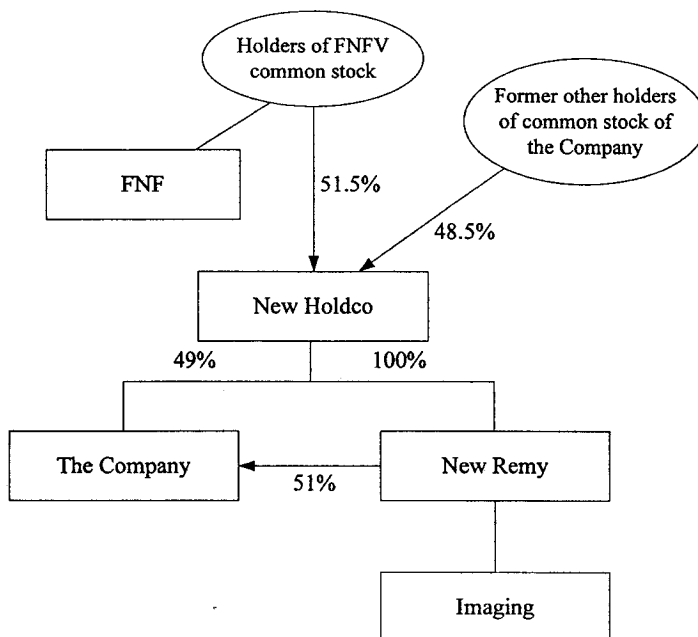 Holders of FNFV
common stock
Former other holders
of common stock of
the Company
FNF
51.5%
48.5%
New Holdco
49%
100%
The Company
51%
New Remy
Imaging